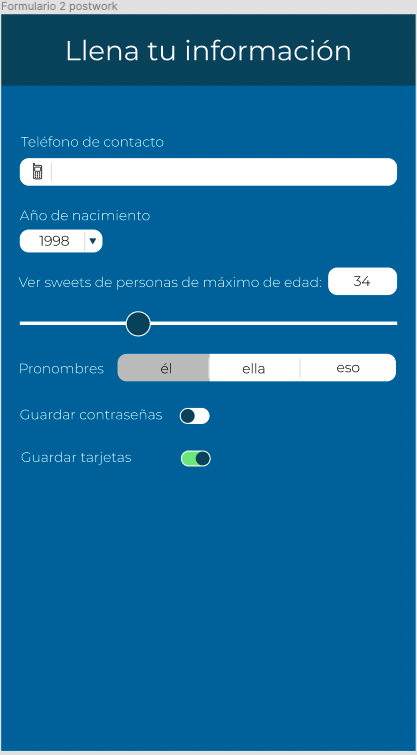 Formulario 2 postwork
Llena tu información
Teléfono de contacto
Año de nacimiento
1998
Ver sweets de personas de máximo de edad: 34
Pronombres él ella eso
Guardar contraseñas
Guardar tarjetas